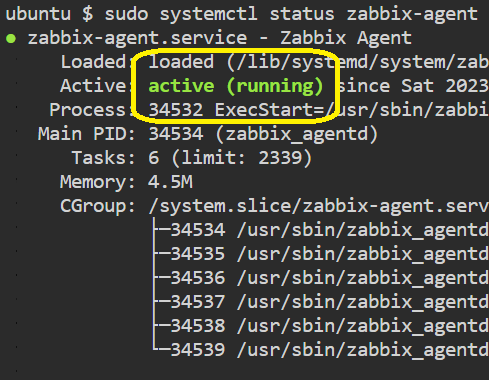 ubuntu $ sudo systemctl status zabbix-agent
● zabbix-agent.service - Zabbix Agent
Loaded: loaded (/lib/systemd/system/zab
Active: active (running) since Sat 2023
Process: 34532 ExecStart=/usr/sbin/zabbi
Main PID: 34534 (zabbix_agentd)
Tasks: 6 (limit: 2339)
Memory: 4.5M
CGroup: /system.slice/zabbix-agent.serv
├─34534 /usr/sbin/zabbix_agentd
├─34535 /usr/sbin/zabbix_agentd
├─34536 /usr/sbin/zabbix_agentd
├─34537 /usr/sbin/zabbix_agentd
├─34538 /usr/sbin/zabbix_agentd
└─34539 /usr/sbin/zabbix_agentd